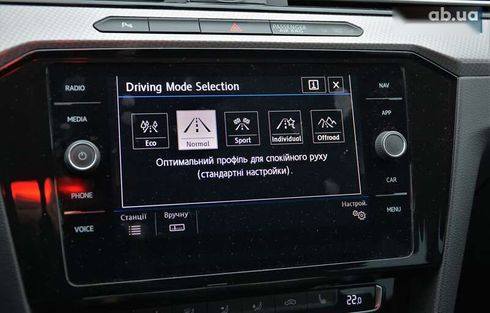 ab.ua
PASSENGER
AIR BAG
RADIO
MEDIA
PHONE
VOICE
Driving Mode Selection
i
Eco Normal Sport Individual Offroad
Оптимальний профіль для спокійного руху
(стандартні настройки).
Станції Вручну Настрой.
NAV
APP
CAR
MENU
22.0